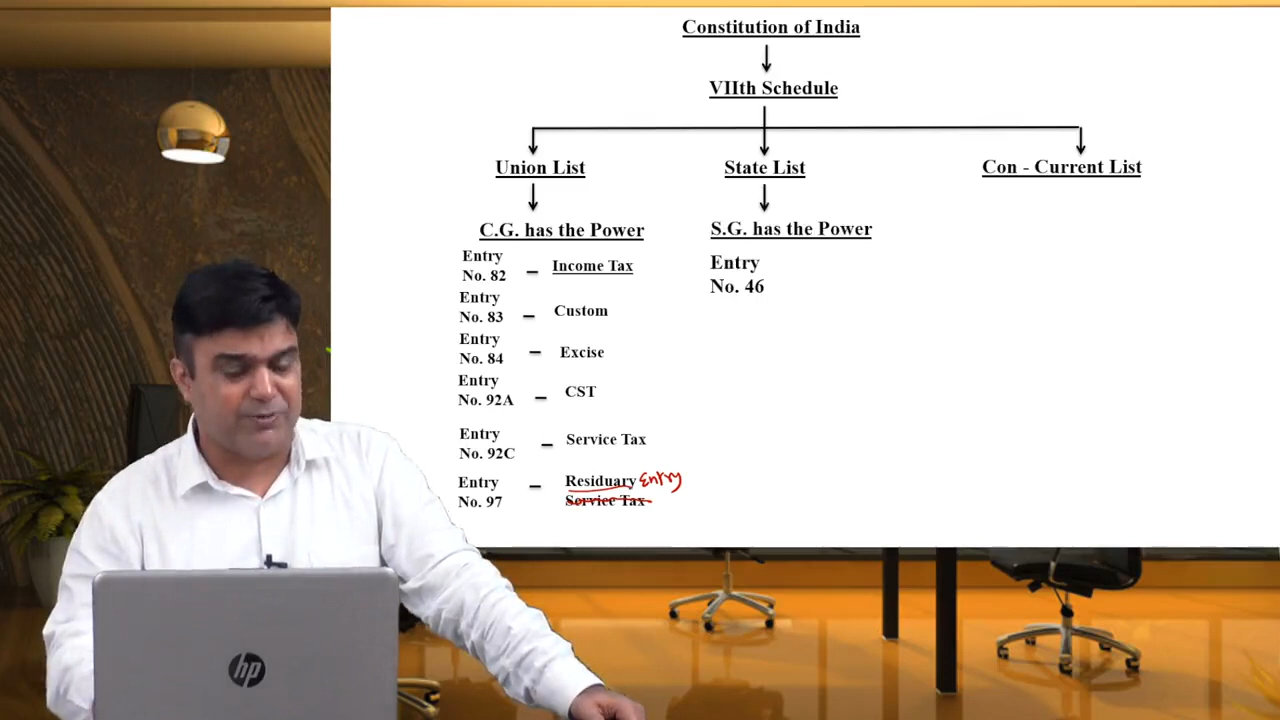 Constitution of India
VIIth Schedule
Union List
State List
Con - Current List
C.G. has the Power
S.G. has the Power
Entry
No. 82
– Income Tax
Entry
No. 83
– Custom
Entry
No. 84
– Excise
Entry
No. 92A
– CST
Entry
No. 92C
– Service Tax
Entry
No. 97
– Residuary Entry
Service Tax
Entry
No. 46
hp